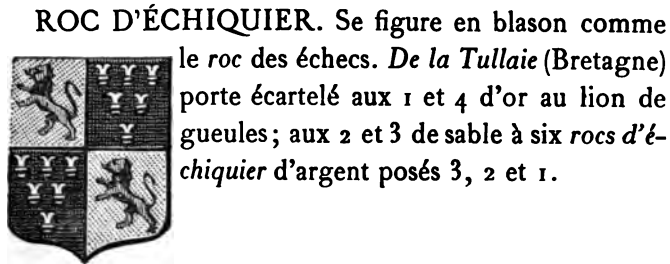 ROC D'ÉCHIQUIER. Se figure en blason comme
le roc des échecs. De la Tullaie (Bretagne)
porte écartelé aux 1 et 4 d'or au lion de
gueules ; aux 2 et 3 de sable à six rocs d'é-
chiquier d'argent posés 3, 2 et 1.